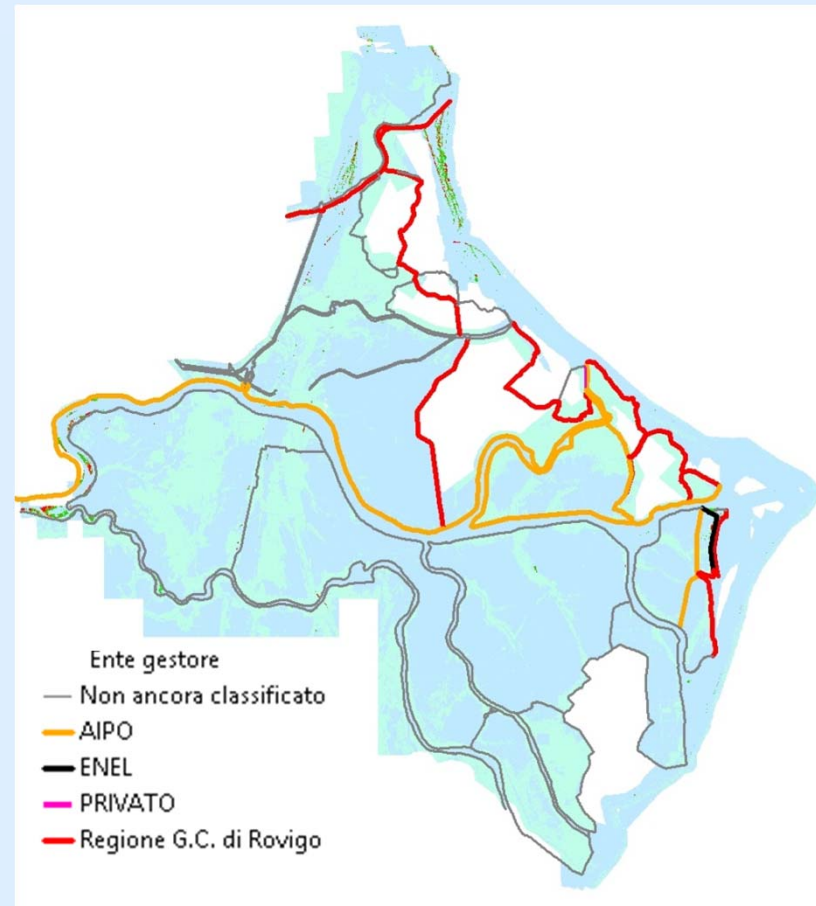 Ente gestore
Non ancora classificato
AIPO
ENEL
PRIVATO
Regione G.C. di Rovigo